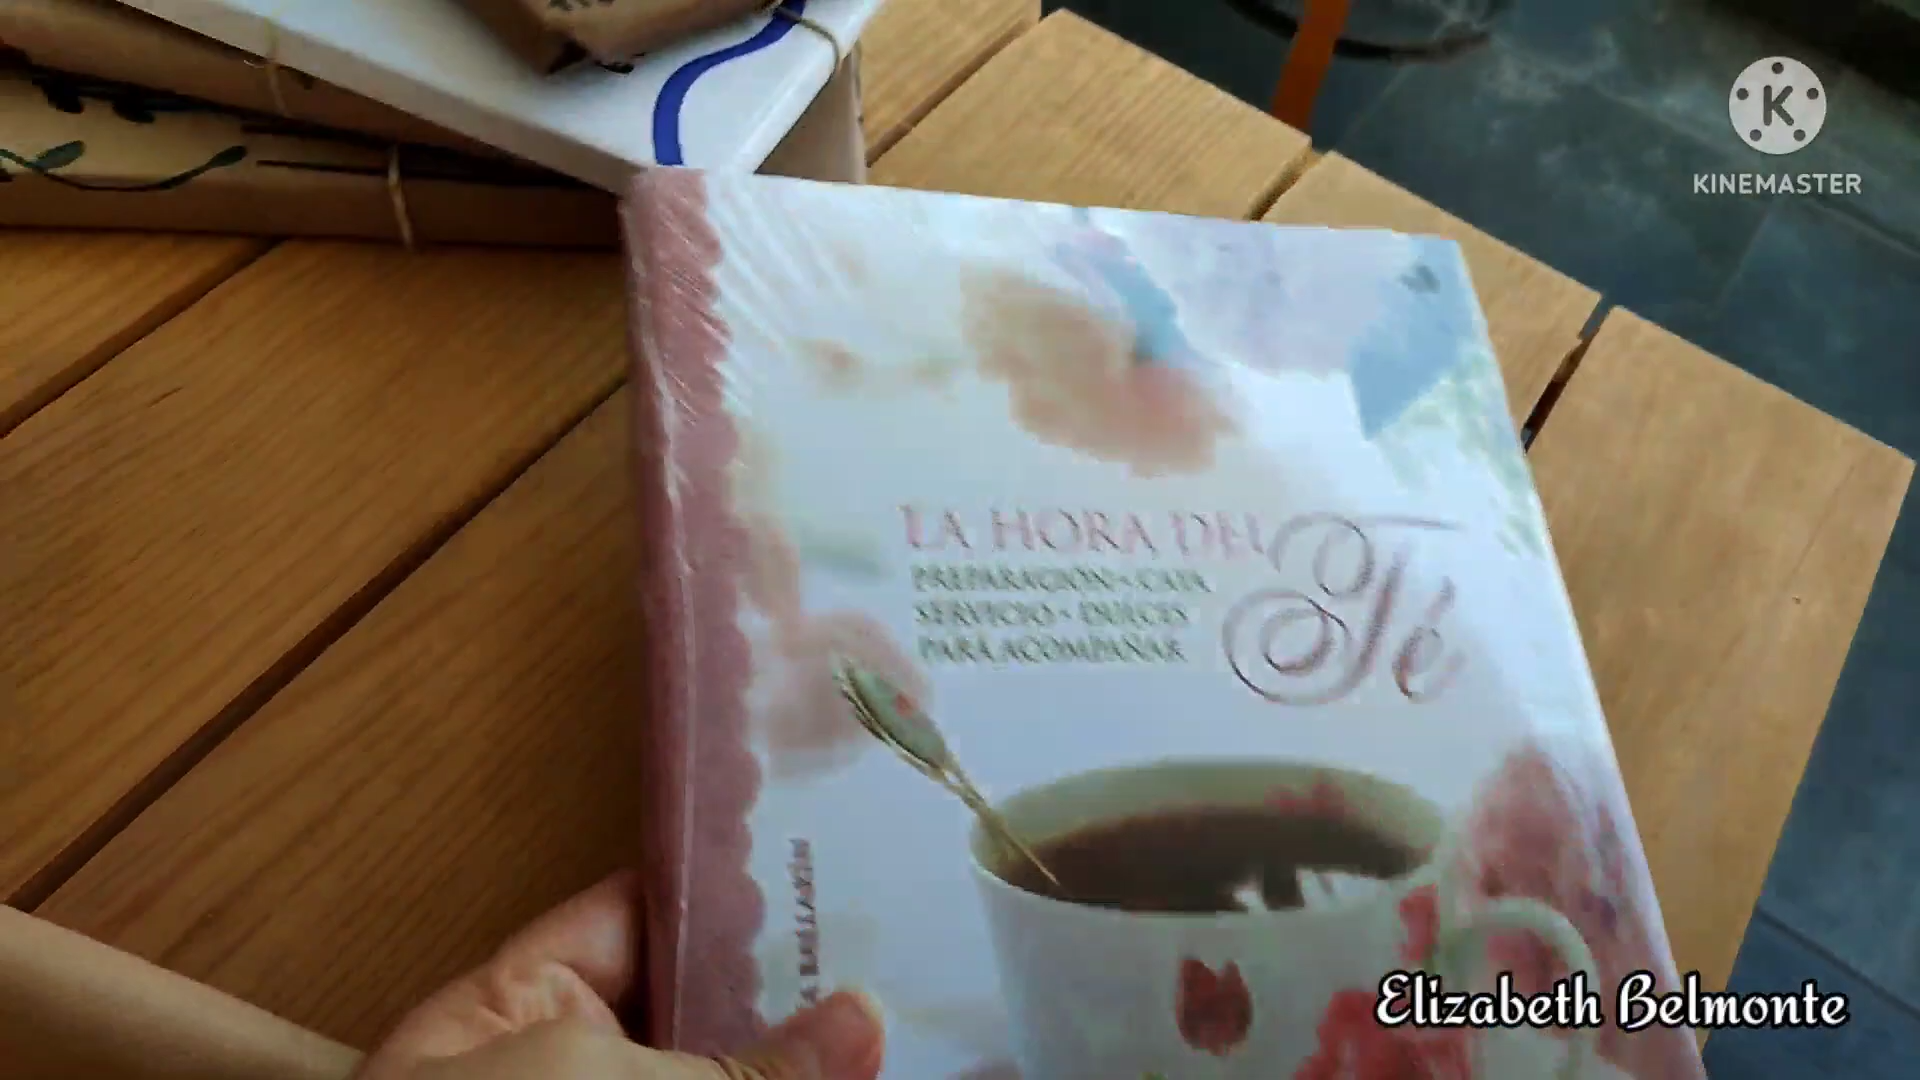 KINEMASTER
LA HORA DEL Té
PREPARACIÓN • CATA
SERVICIO • DULCES
PARA ACOMPAÑAR
Elizabeth Belmonte